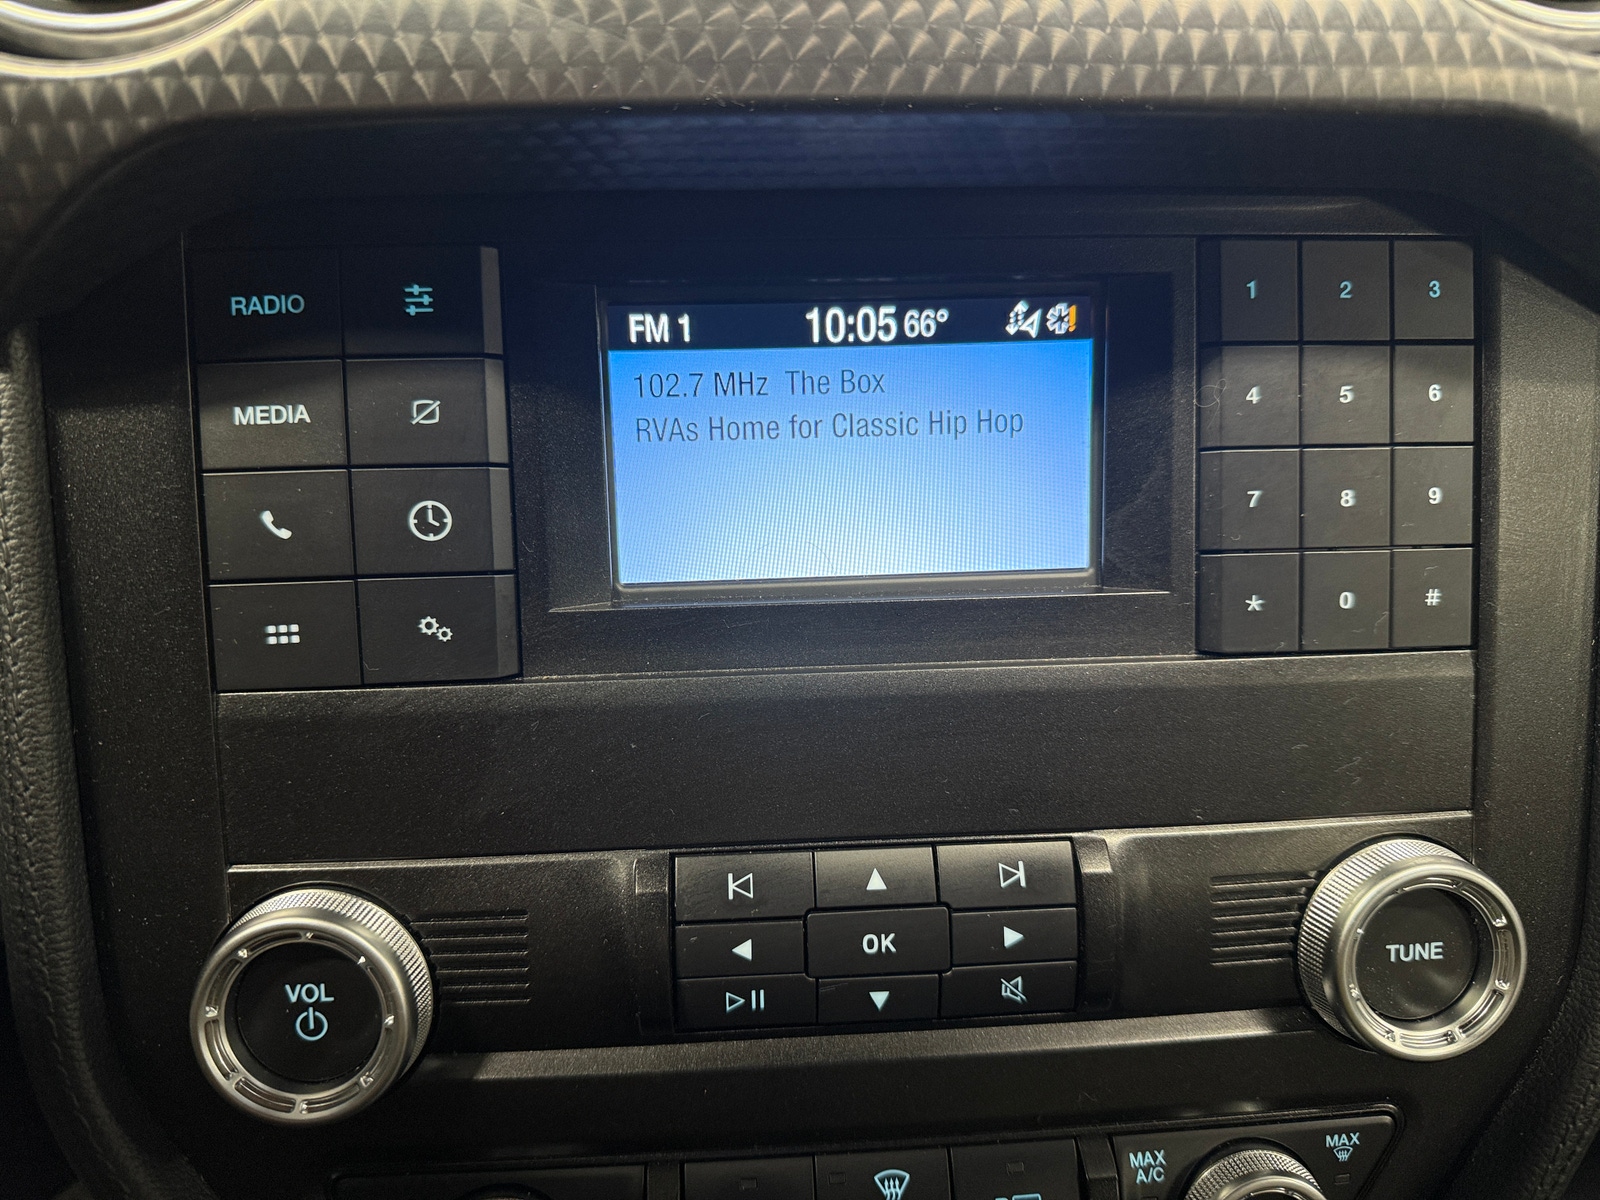 FM 1 10:05 66°
102.7 MHz The Box
RVAs Home for Classic Hip Hop
RADIO
MEDIA
1 2 3
4 5 6
7 8 9
* 0 #
VOL
OK
TUNE
MAX A/C
MAX